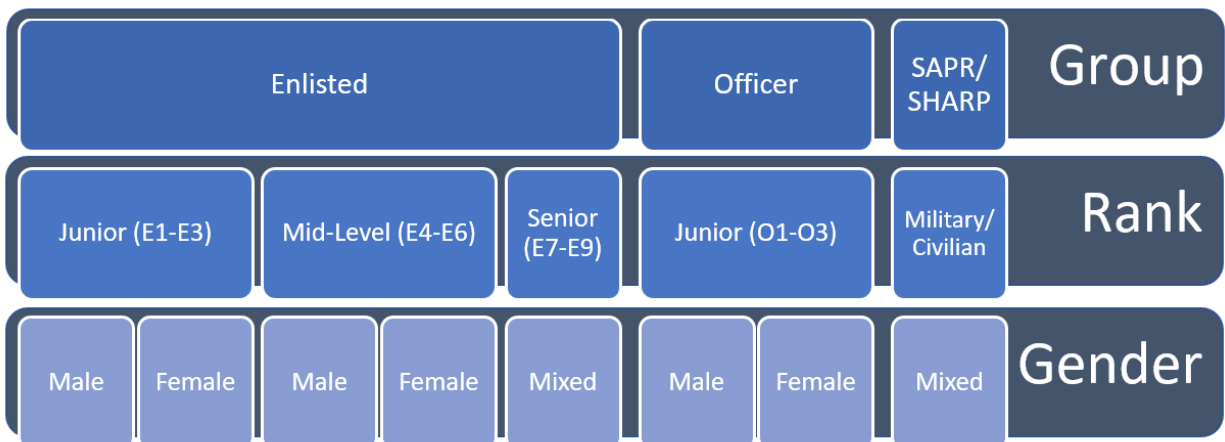 Enlisted
Officer
SAPR/
SHARP
Group
Junior (E1-E3)
Mid-Level (E4-E6)
Senior
(E7-E9)
Junior (O1-O3)
Military/
Civilian
Rank
Male
Female
Male
Female
Mixed
Male
Female
Mixed
Gender